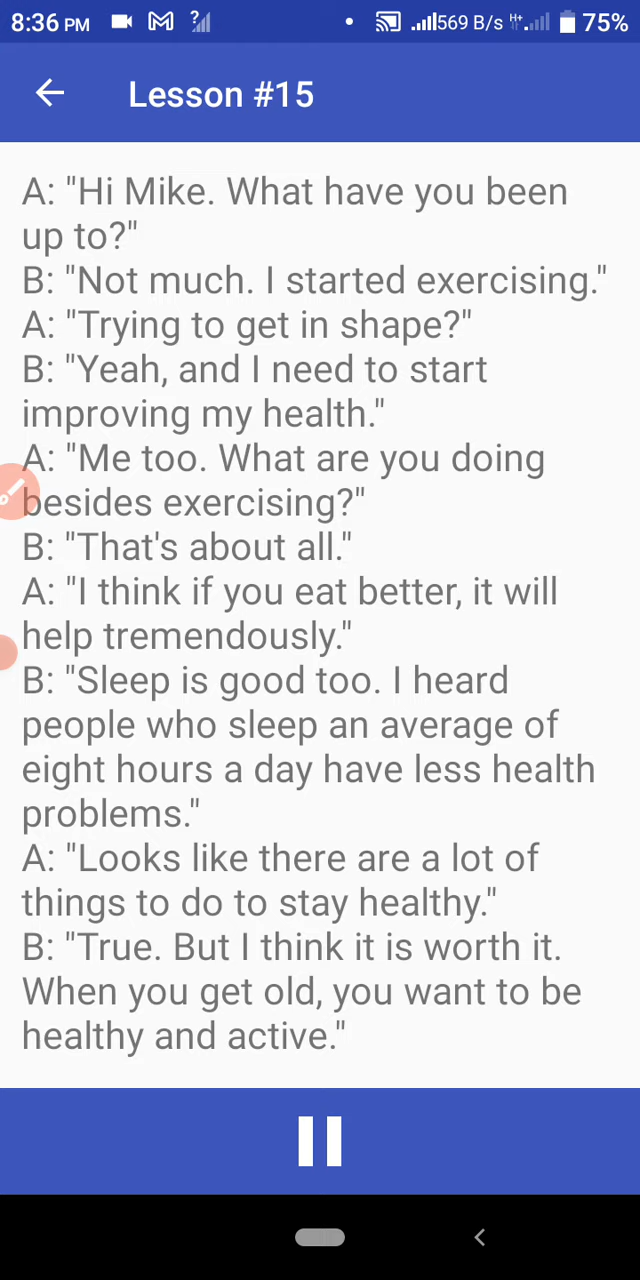 8:36 PM ? 569 B/s H+ 75%
Lesson #15
A: "Hi Mike. What have you been
up to?"
B: "Not much. I started exercising."
A: "Trying to get in shape?"
B: "Yeah, and I need to start
improving my health."
A: "Me too. What are you doing
besides exercising?"
B: "That's about all."
A: "I think if you eat better, it will
help tremendously."
B: "Sleep is good too. I heard
people who sleep an average of
eight hours a day have less health
problems."
A: "Looks like there are a lot of
things to do to stay healthy."
B: "True. But I think it is worth it.
When you get old, you want to be
healthy and active."